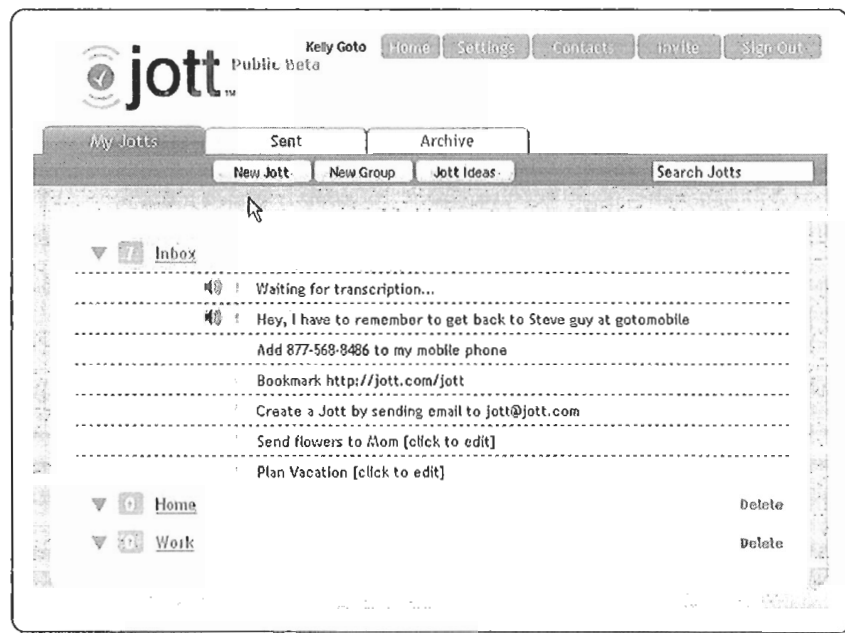 Kelly Goto Home Settings Contacts Invite Sign Out
jott™ Public Beta
My Jotts Sent Archive
New Jott New Group Jott Ideas Search Jotts
7 Inbox
! Waiting for transcription...
! Hey, I have to remember to get back to Steve guy at gotomobile
Add 877-568-8486 to my mobile phone
Bookmark http://jott.com/jott
Create a Jott by sending email to jott@jott.com
Send flowers to Mom [click to edit]
Plan Vacation [click to edit]
Home Delete
Work Delete